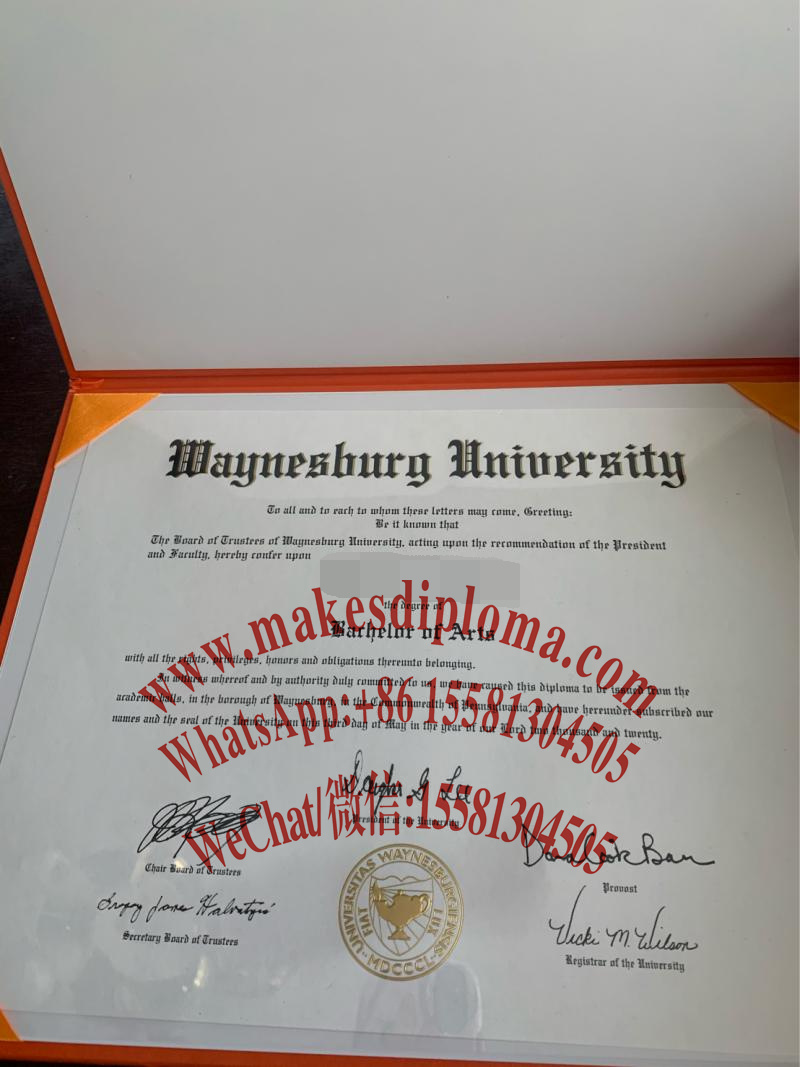 Waynesburg University
To all and to each to whom these letters may come, Greeting:
Be it known that
The Board of Trustees of Waynesburg University, acting upon the recommendation of the President
and Faculty, hereby confer upon
the degree of
www.makesdiploma.com
Bachelor of Arts
with all the rights, privileges, honors and obligations thereunto belonging.
In witness whereof and by authority duly committed to us, we have caused this diploma to be issued from the
academic halls, in the borough of Waynesburg, in the Commonwealth of Pennsylvania, and have hereunder subscribed our
WhatsApp:+86 15581304505
names and the seal of the University on this third day of May in the year of our Lord two thousand and twenty.
Douglas G Lee
President of the University
WeChat/微信:15581304505
Chair Board of Trustees
Provost
Secretary Board of Trustees
Vicki M. Wilson
Registrar of the University
UNIVERSITAS WAYNESBURGIENSIS
FIAT LUX
MDCCCL